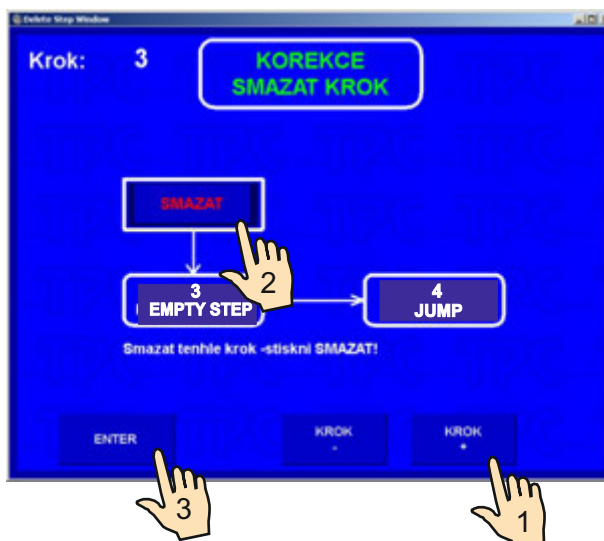 Delete Step Window
Krok: 3
KOREKCE
SMAZAT KROK
SMAZAT
2
3
EMPTY STEP
4
JUMP
Smazat tenhle krok -stiskni SMAZAT!
ENTER
KROK
-
KROK
+
3
1